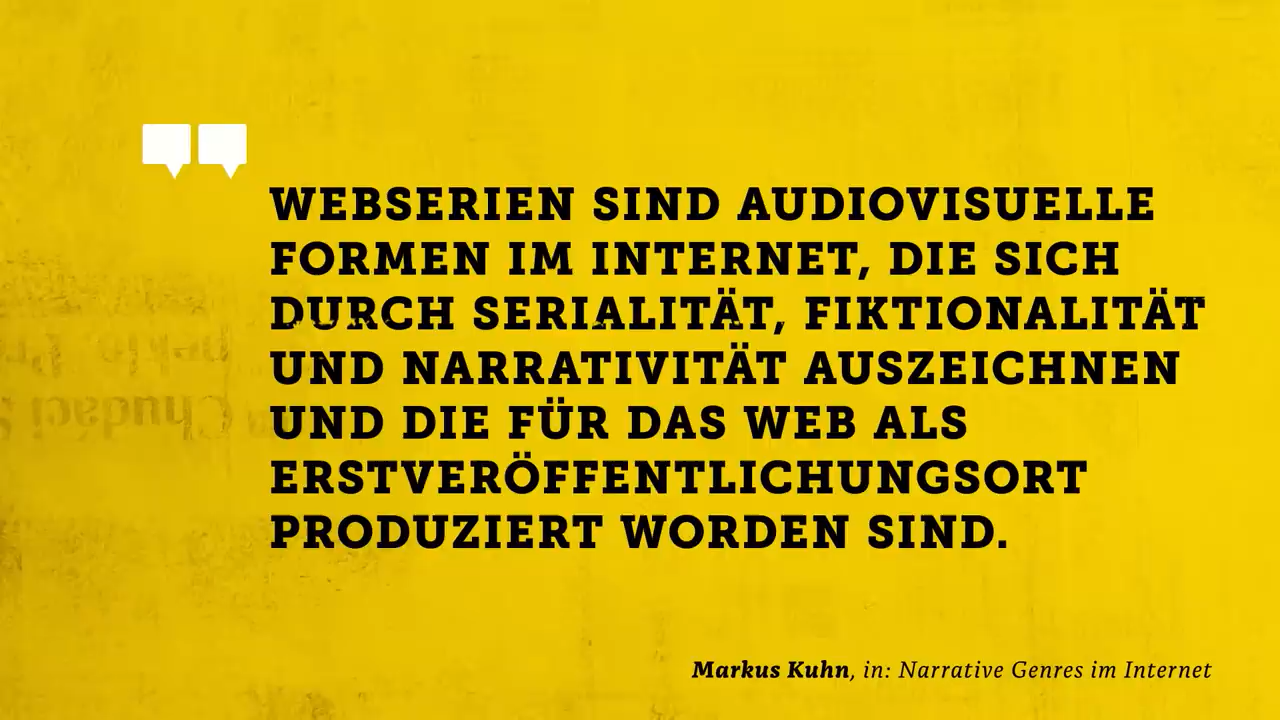 WEBSERIEN SIND AUDIOVISUELLE
FORMEN IM INTERNET, DIE SICH
DURCH SERIALITÄT, FIKTIONALITÄT
UND NARRATIVITÄT AUSZEICHNEN
UND DIE FÜR DAS WEB ALS
ERSTVERÖFFENTLICHUNGSORT
PRODUZIERT WORDEN SIND.
Markus Kuhn, in: Narrative Genres im Internet